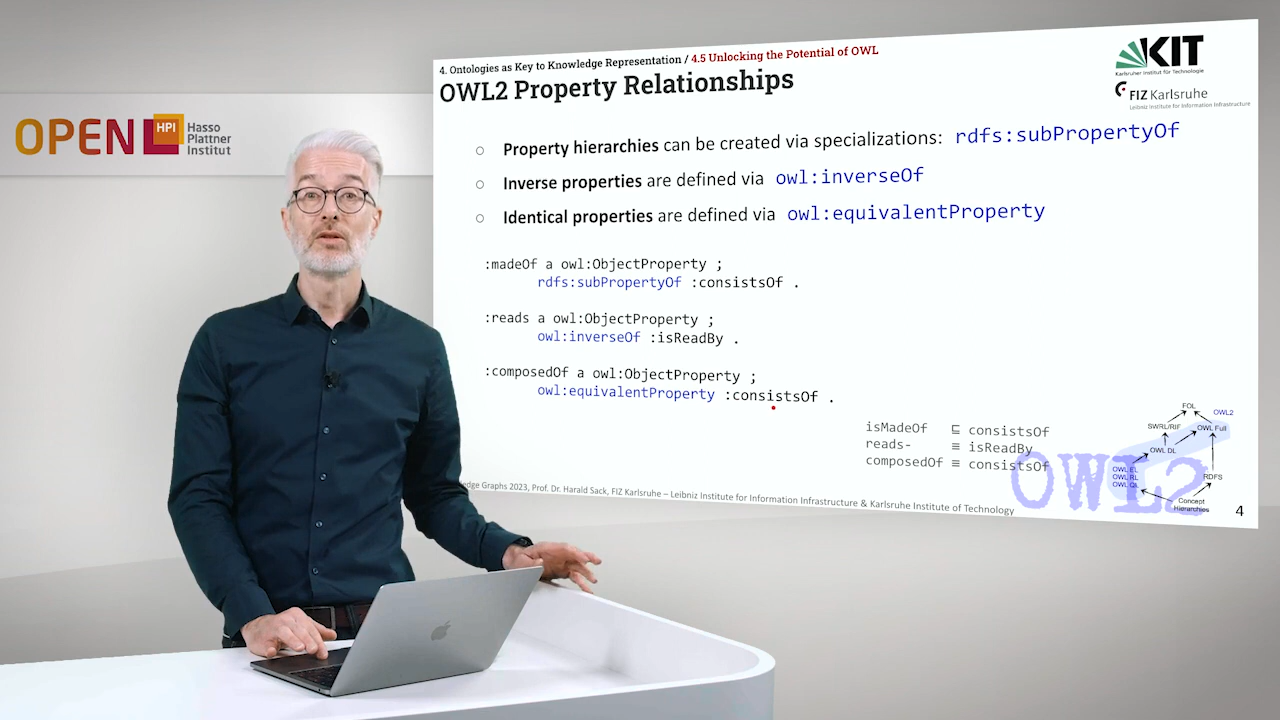 OPEN HPI Hasso
Plattner
Institut
4. Ontologies as Key to Knowledge Representation / 4.5 Unlocking the Potential of OWL
OWL2 Property Relationships
KIT
Karlsruher Institut für Technologie
FIZ Karlsruhe
Leibniz Institute for Information Infrastructure
○ Property hierarchies can be created via specializations: rdfs:subPropertyOf
○ Inverse properties are defined via owl:inverseOf
○ Identical properties are defined via owl:equivalentProperty
:madeOf a owl:ObjectProperty ;
rdfs:subPropertyOf :consistsOf .
:reads a owl:ObjectProperty ;
owl:inverseOf :isReadBy .
:composedOf a owl:ObjectProperty ;
owl:equivalentProperty :consistsOf .
isMadeOf ⊑ consistsOf
reads- ≡ isReadBy
composedOf ≡ consistsOf
OWL2
FOL
OWL2
SWRL/RIF
OWL Full
OWL DL
OWL EL
OWL RL
OWL QL
RDFS
Concept
Hierarchies
edge Graphs 2023, Prof. Dr. Harald Sack, FIZ Karlsruhe – Leibniz Institute for Information Infrastructure & Karlsruhe Institute of Technology
4